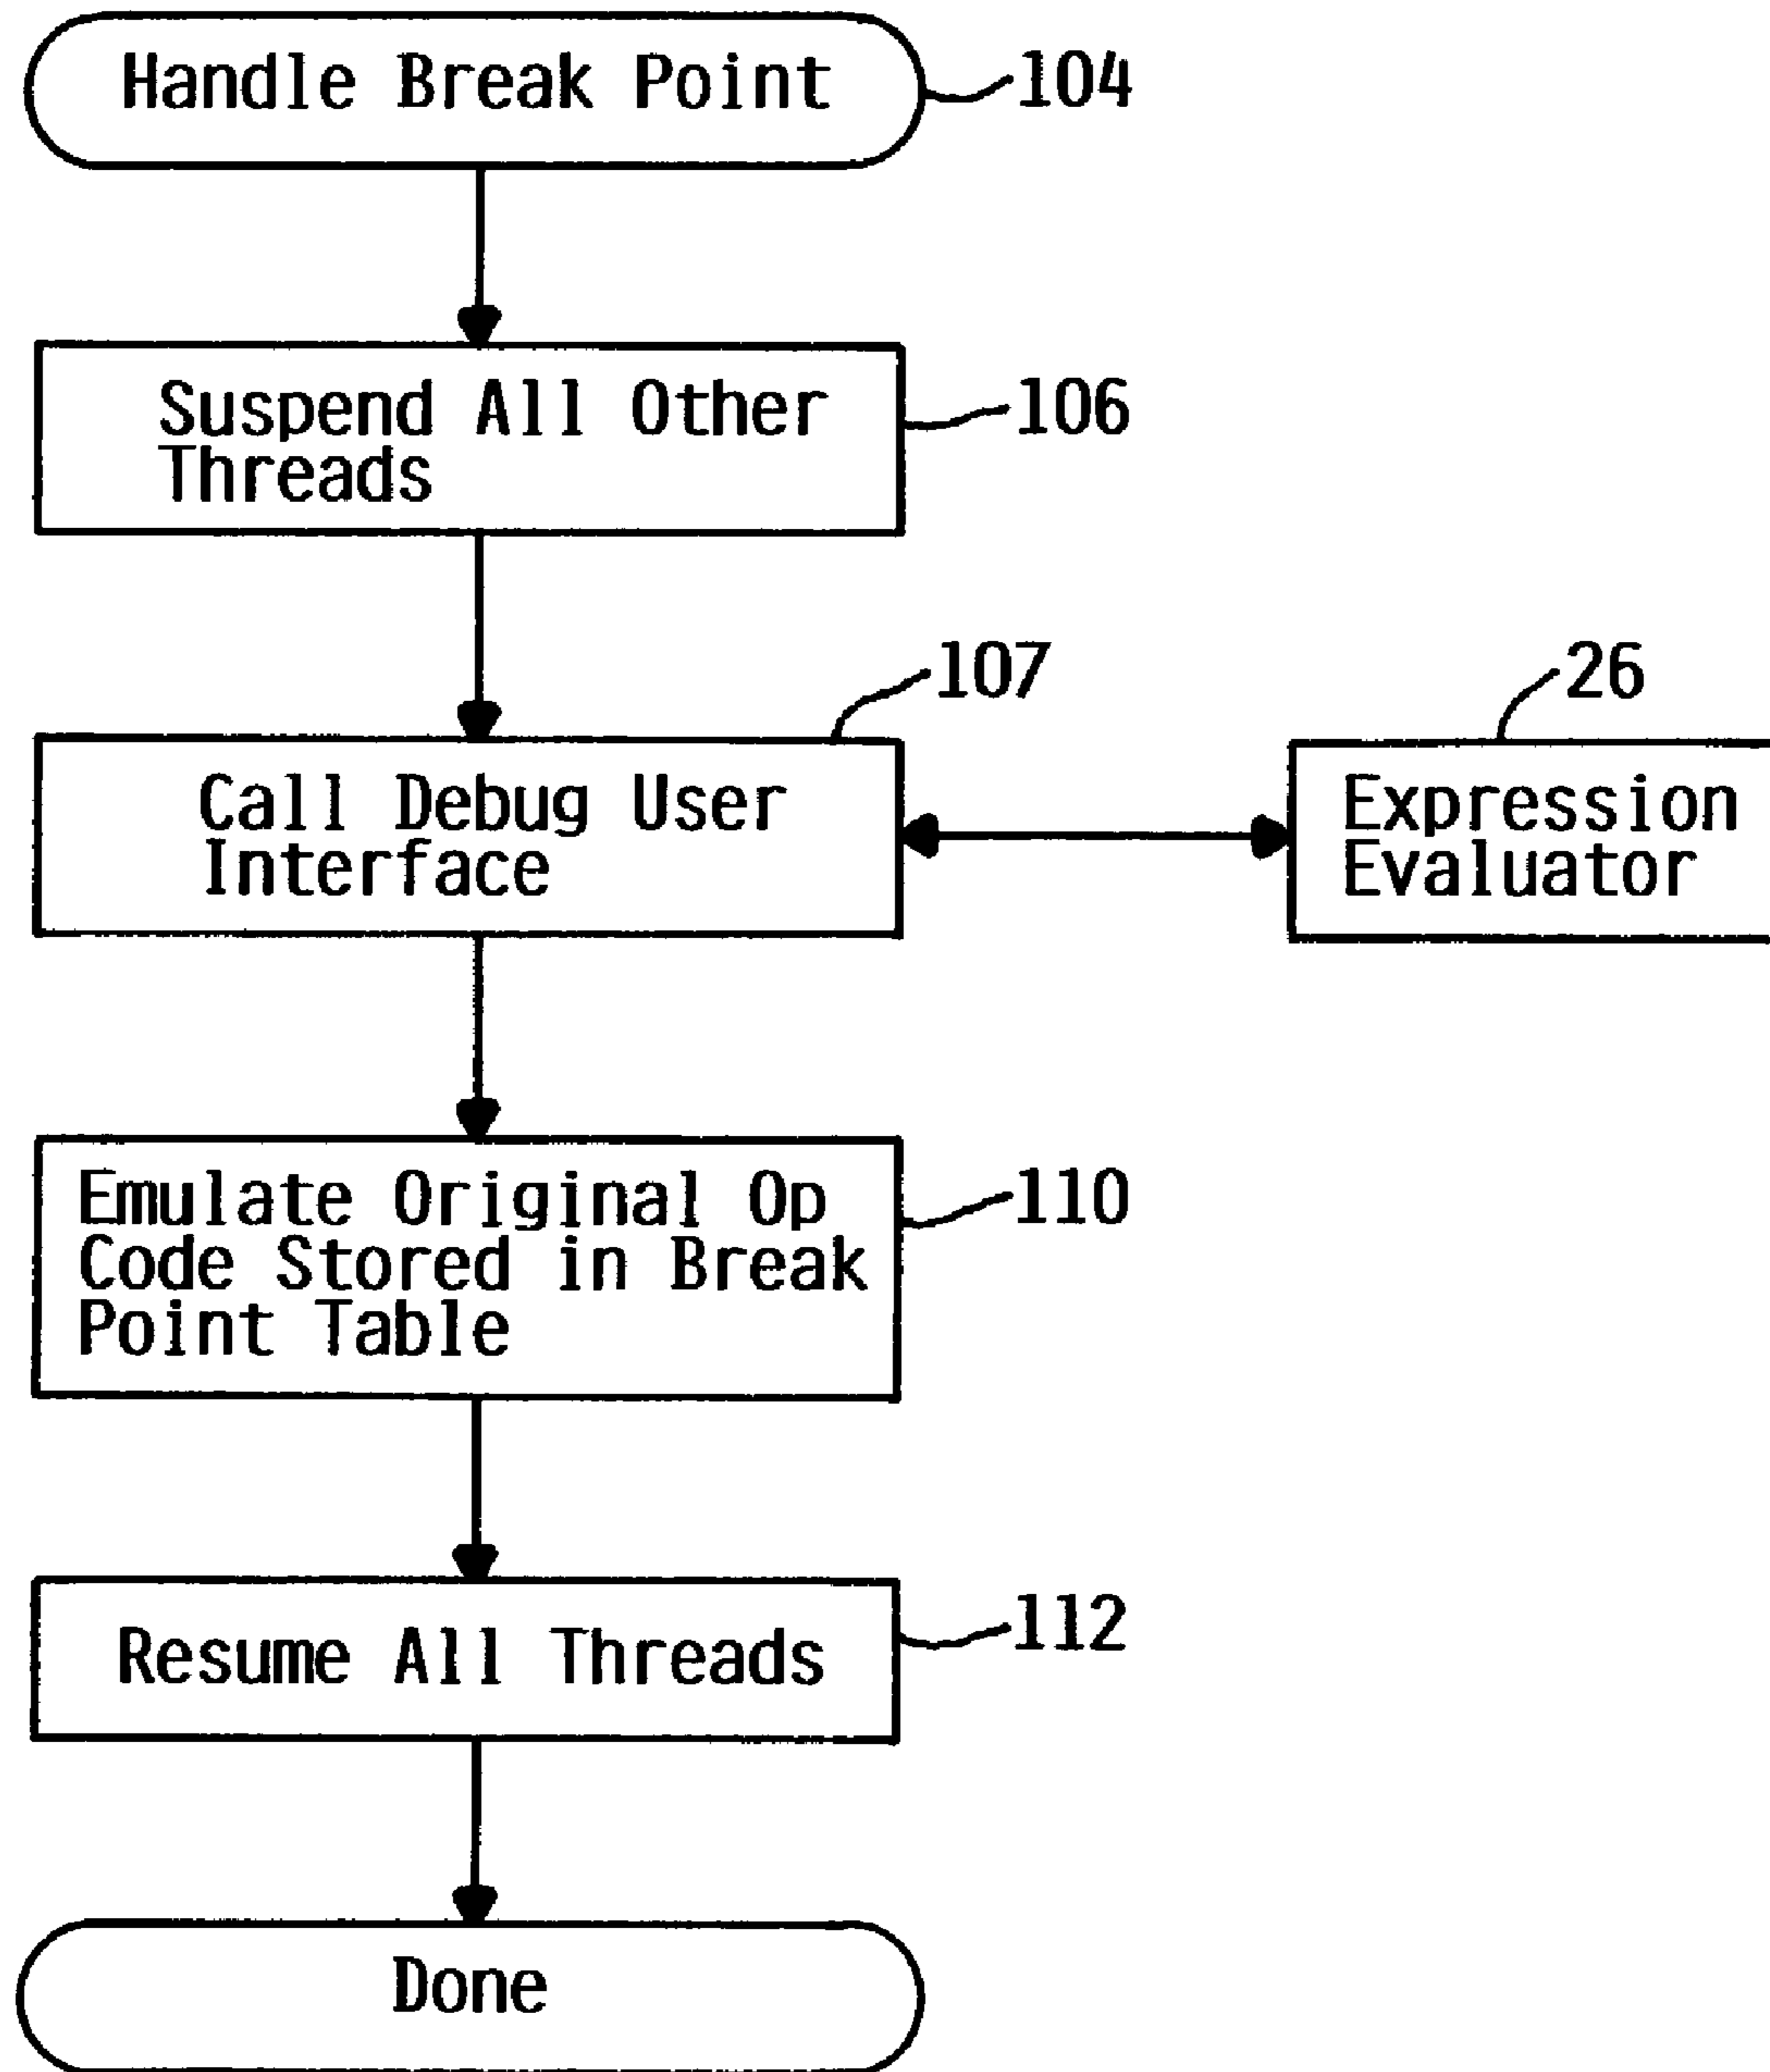 Handle Break Point
104
Suspend All Other
Threads
106
107
26
Call Debug User
Interface
Expression
Evaluator
Emulate Original Op
Code Stored in Break
Point Table
110
Resume All Threads
112
Done